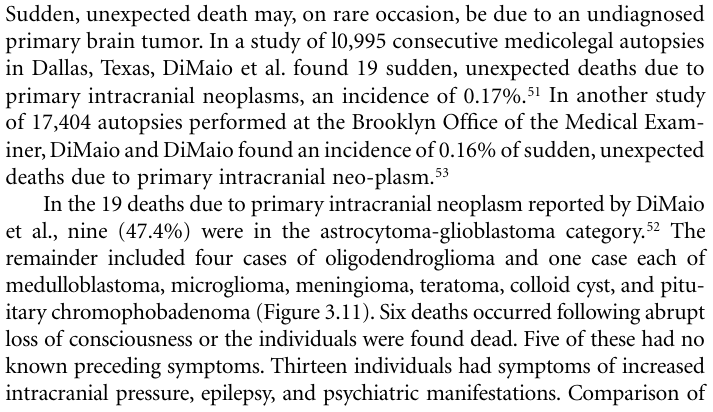 Sudden, unexpected death may, on rare occasion, be due to an undiagnosed
primary brain tumor. In a study of l0,995 consecutive medicolegal autopsies
in Dallas, Texas, DiMaio et al. found 19 sudden, unexpected deaths due to
primary intracranial neoplasms, an incidence of 0.17%.⁵¹ In another study
of 17,404 autopsies performed at the Brooklyn Office of the Medical Exam-
iner, DiMaio and DiMaio found an incidence of 0.16% of sudden, unexpected
deaths due to primary intracranial neo-plasm.⁵³
In the 19 deaths due to primary intracranial neoplasm reported by DiMaio
et al., nine (47.4%) were in the astrocytoma-glioblastoma category.⁵² The
remainder included four cases of oligodendroglioma and one case each of
medulloblastoma, microglioma, meningioma, teratoma, colloid cyst, and pitu-
itary chromophobadenoma (Figure 3.11). Six deaths occurred following abrupt
loss of consciousness or the individuals were found dead. Five of these had no
known preceding symptoms. Thirteen individuals had symptoms of increased
intracranial pressure, epilepsy, and psychiatric manifestations. Comparison of